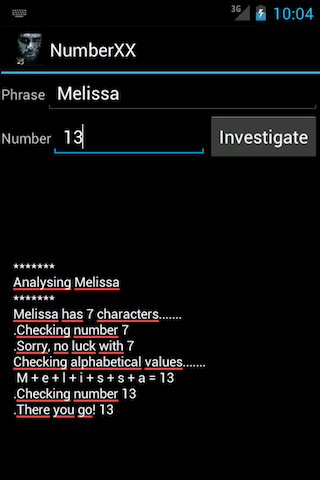 3G 10:04
NumberXX
Phrase Melissa
Number 13 Investigate
*******
Analysing Melissa
*******
Melissa has 7 characters.......
.Checking number 7
.Sorry, no luck with 7
Checking alphabetical values.......
M + e + l + i + s + s + a = 13
.Checking number 13
.There you go! 13